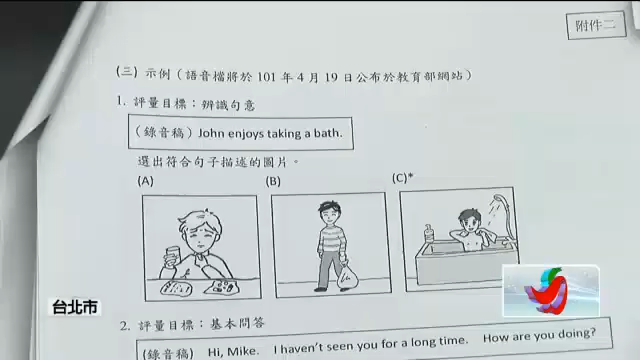 附件二
(三) 示例（語音檔將於 101 年 4 月 19 日公布於教育部網站）
1. 評量目標：辨識句意
（錄音稿）John enjoys taking a bath.
選出符合句子描述的圖片。
(A) (B) (C)*
台北市
2. 評量目標：基本問答
(錄音稿) Hi, Mike. I haven't seen you for a long time. How are you doing?